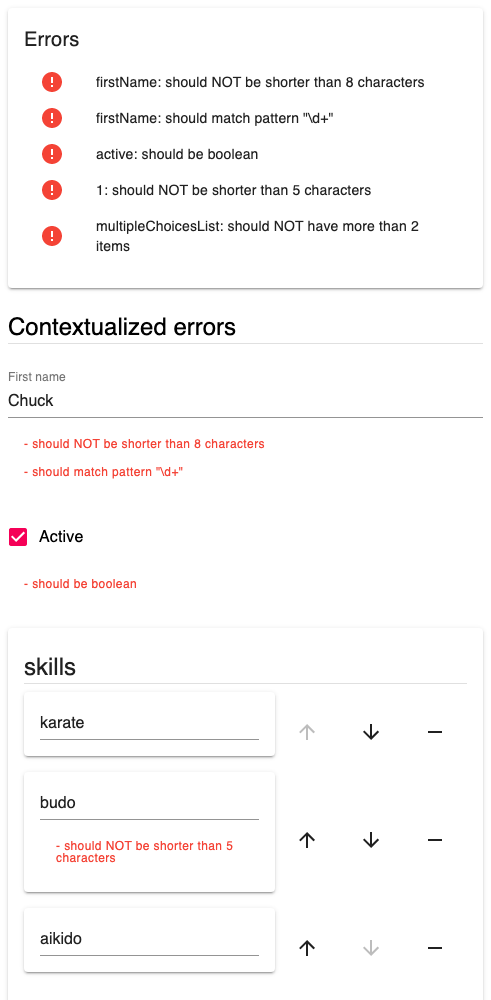 Errors
firstName: should NOT be shorter than 8 characters
firstName: should match pattern "\d+"
active: should be boolean
1: should NOT be shorter than 5 characters
multipleChoicesList: should NOT have more than 2
items
Contextualized errors
First name
Chuck
- should NOT be shorter than 8 characters
- should match pattern "\d+"
Active
- should be boolean
skills
karate
budo
- should NOT be shorter than 5
characters
aikido